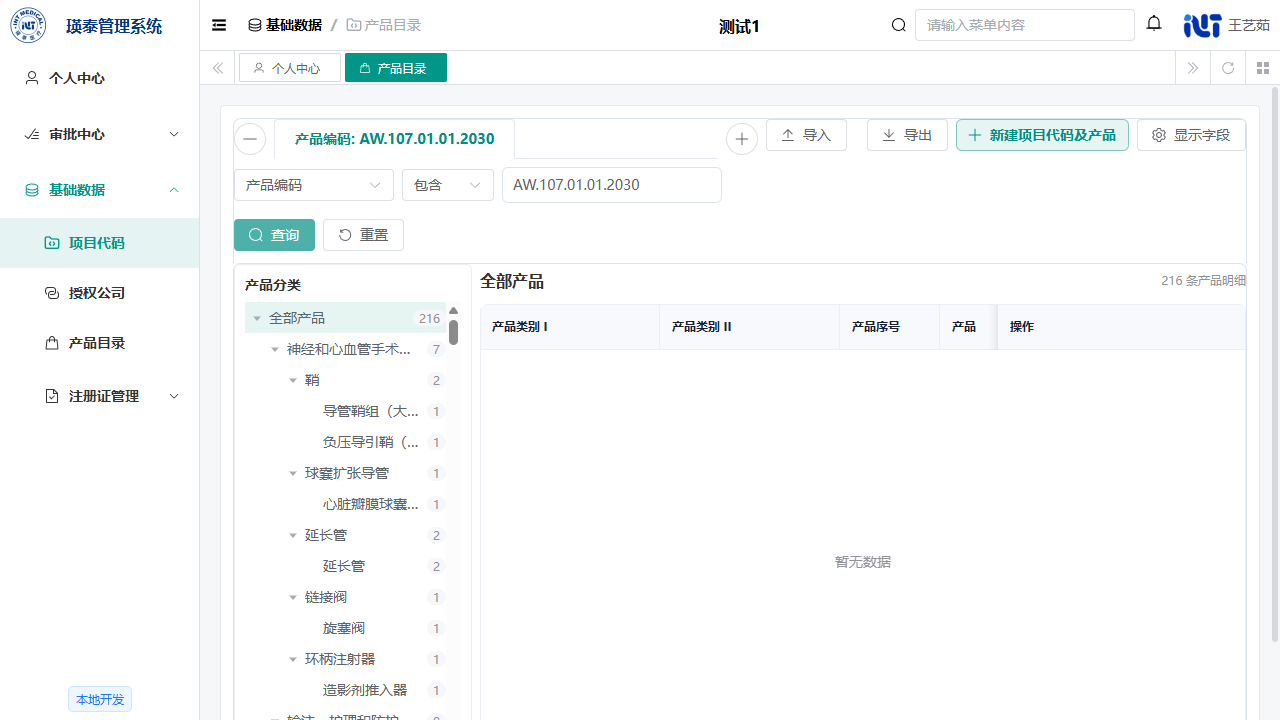 瑛泰管理系统
基础数据 / 产品目录
测试1
请输入菜单内容
王艺茹
个人中心
产品目录
个人中心
审批中心
基础数据
项目代码
授权公司
产品目录
注册证管理
本地开发
产品编码: AW.107.01.01.2030
导入
导出
新建项目代码及产品
显示字段
产品编码
包含
AW.107.01.01.2030
查询
重置
产品分类
全部产品 216
神经和心血管手术... 7
鞘 2
导管鞘组（大... 1
负压导引鞘（... 1
球囊扩张导管 1
心脏瓣膜球囊... 1
延长管 2
延长管 2
链接阀 1
旋塞阀 1
环柄注射器 1
造影剂推入器 1
全部产品
216 条产品明细
产品类别 I 产品类别 II 产品序号 产品 操作
暂无数据